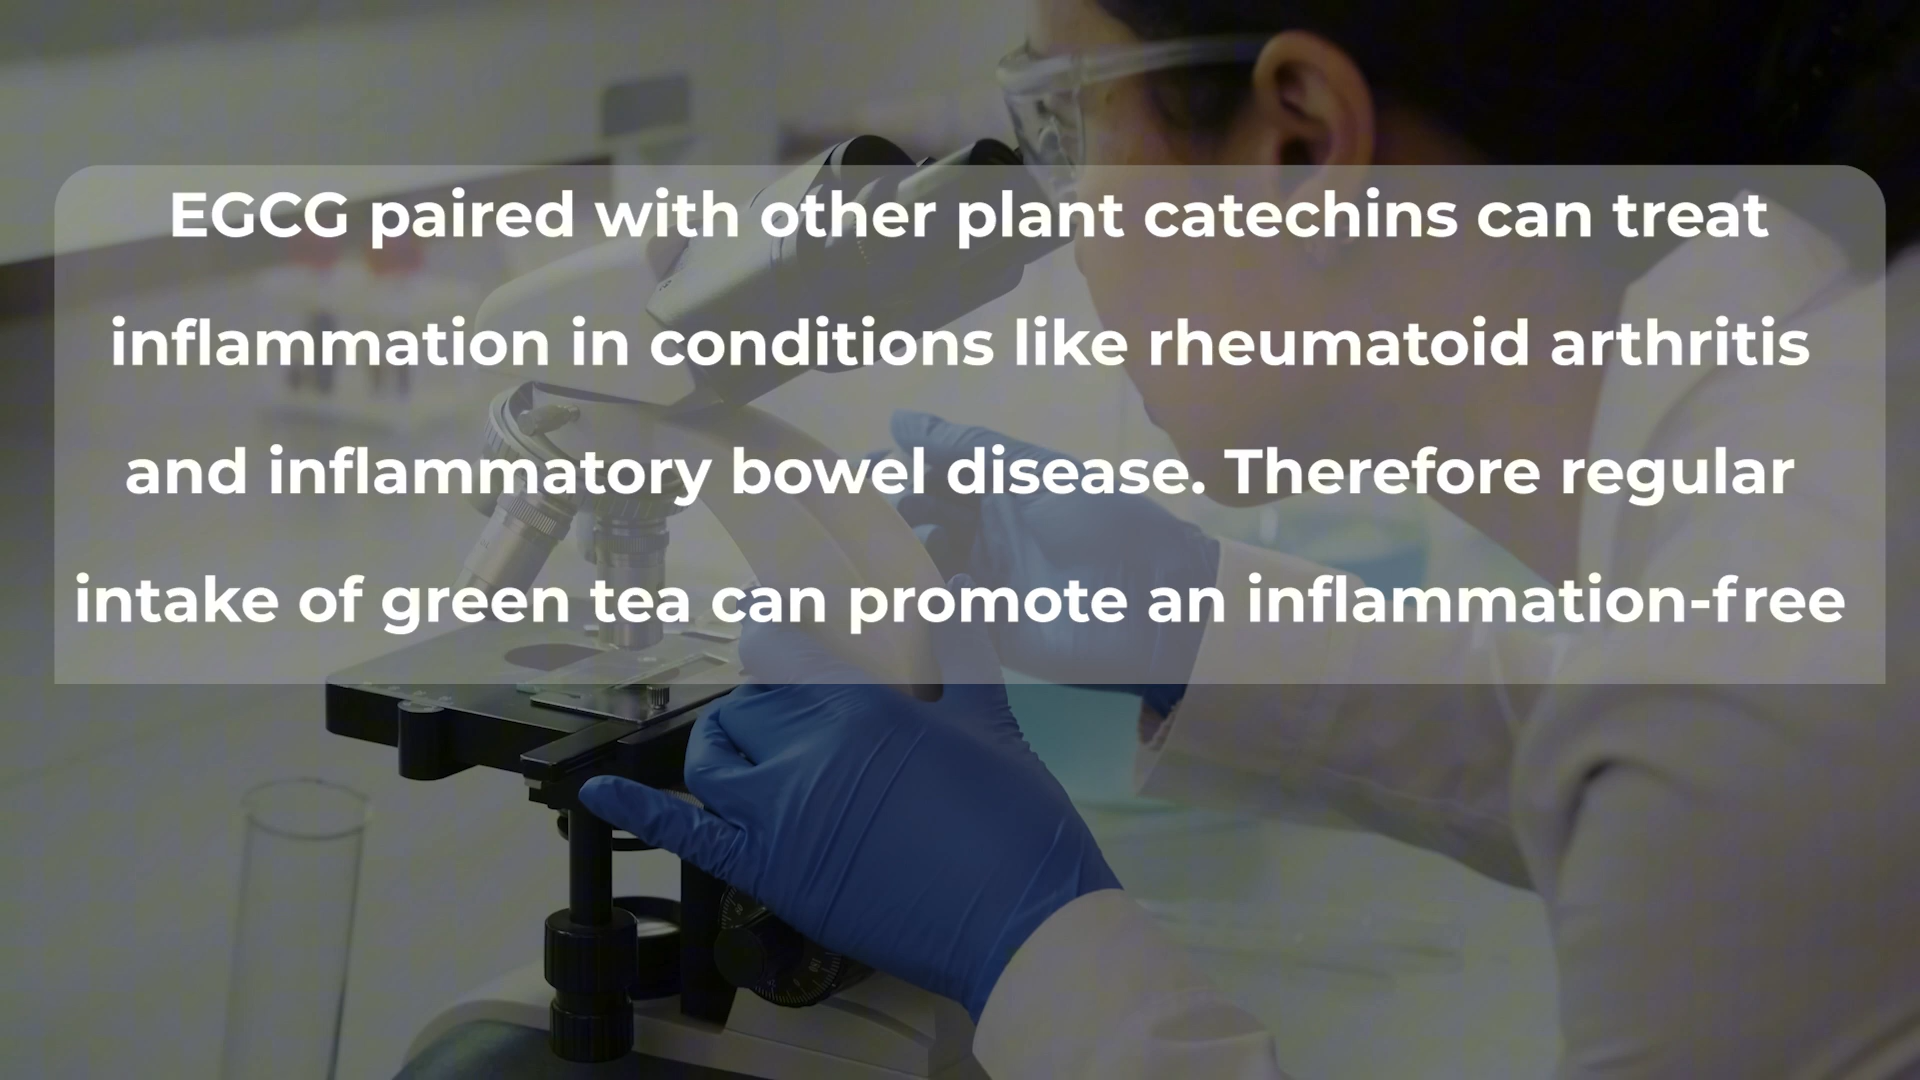 EGCG paired with other plant catechins can treat
inflammation in conditions like rheumatoid arthritis
and inflammatory bowel disease. Therefore regular
intake of green tea can promote an inflammation-free